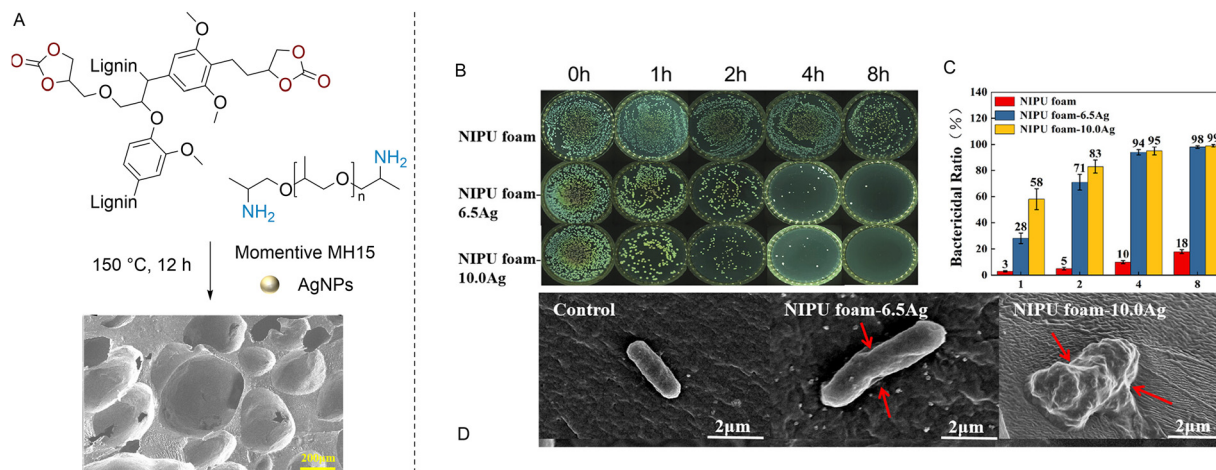 A
O
O
O
O
Lignin
O
O
O
O
O
O
O
O
Lignin
NH2
O
O
n
NH2
150 °C, 12 h
Momentive MH15
AgNPs
200μm
B
0h 1h 2h 4h 8h
NIPU foam
NIPU foam-
6.5Ag
NIPU foam-
10.0Ag
C
Bactericidal Ratio (%)
140
120
100
80
60
40
20
0
NIPU foam
NIPU foam-6.5Ag
NIPU foam-10.0Ag
3 28 58
5 71 83
10 94 95
18 98 99
1 2 4 8
D
Control
2μm
NIPU foam-6.5Ag
2μm
NIPU foam-10.0Ag
2μm